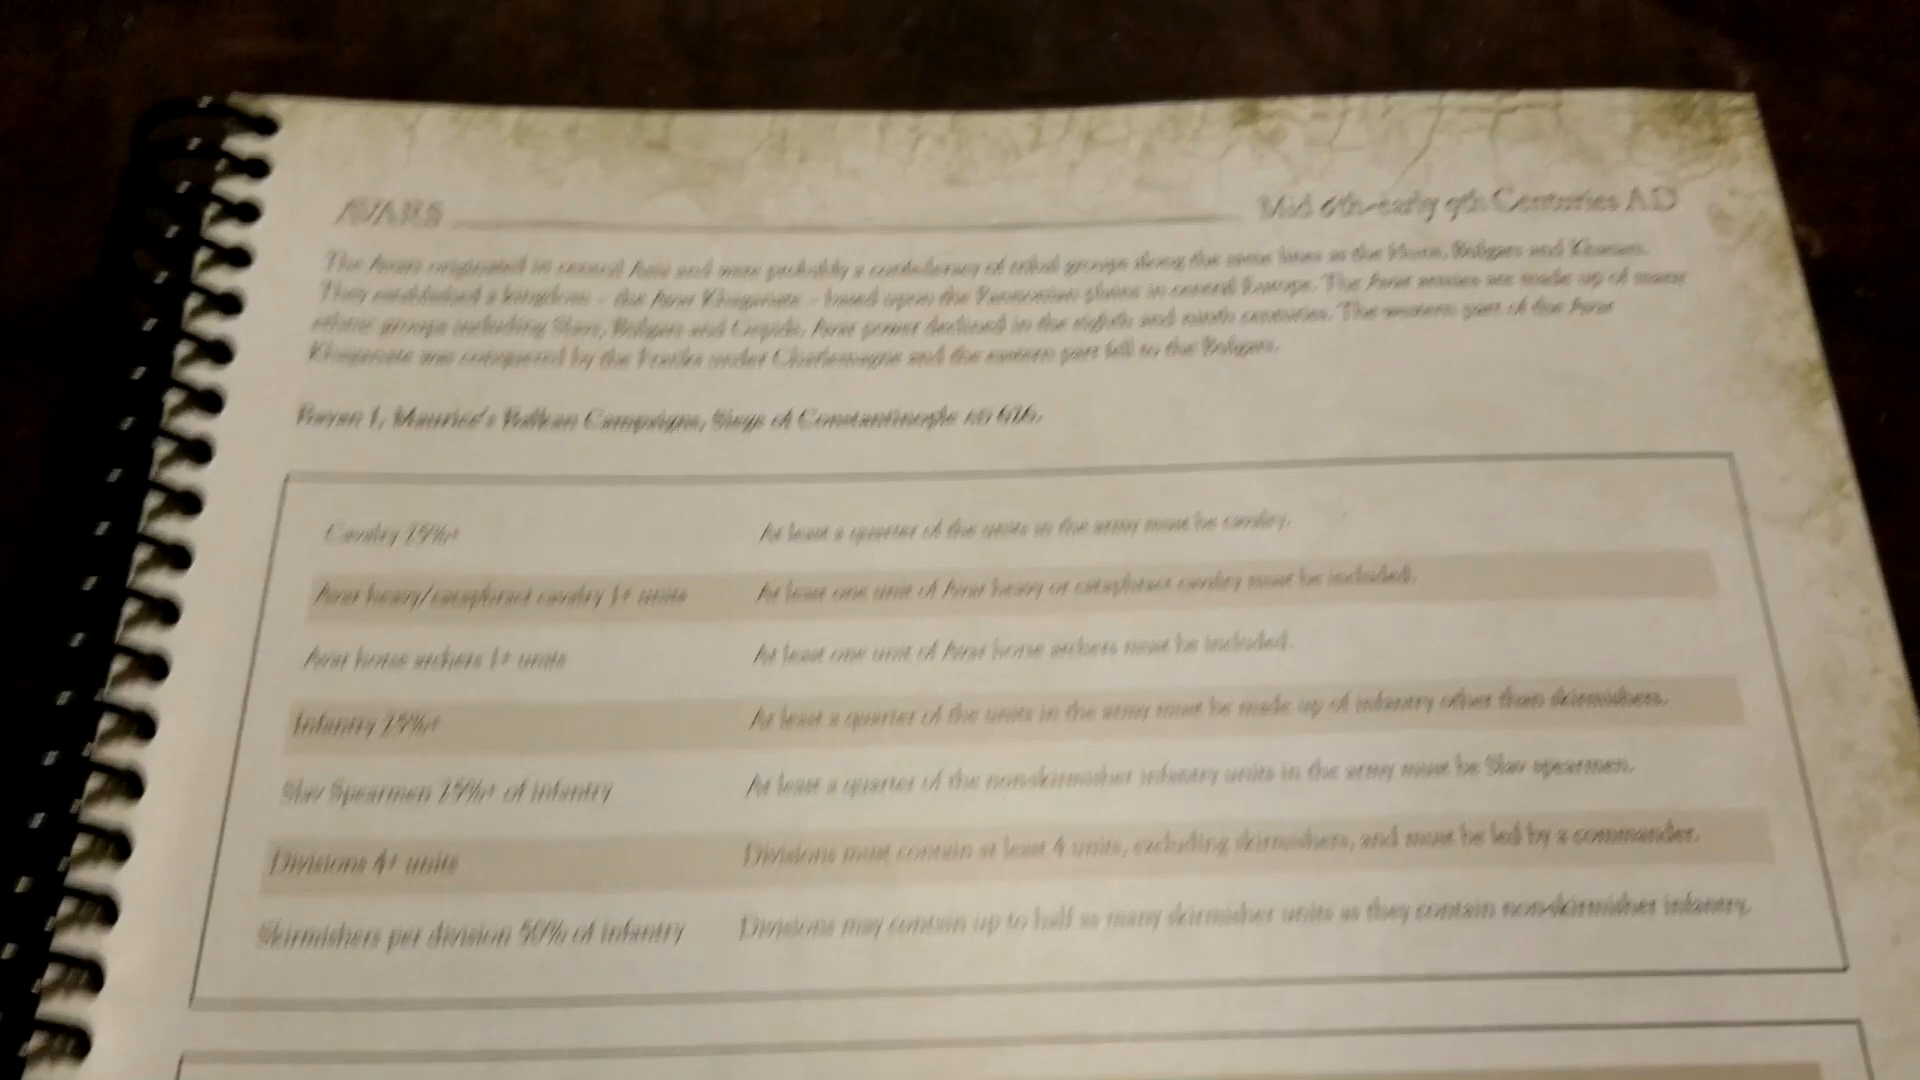 AVARS Mid 6th-early 9th Centuries AD
The Avars originated in central Asia and were probably a confederacy of tribal groups along the same lines as the Huns, Bulgars and Khazars.
They established a kingdom – the Avar Khaganate – based upon the Pannonian plains in central Europe. The Avar armies are made up of many
ethnic groups including Slavs, Bulgars and Gepids. Avar power declined in the eighth and ninth centuries. The western part of the Avar
Khaganate was conquered by the Franks under Charlemagne and the eastern part fell to the Bulgars.
Bayan I, Maurice's Balkan Campaigns, Siege of Constantinople AD 626.
Cavalry 25%+ At least a quarter of the units in the army must be cavalry.
Avar heavy/cataphract cavalry 1+ units At least one unit of Avar heavy or cataphract cavalry must be included.
Avar horse archers 1+ units At least one unit of Avar horse archers must be included.
Infantry 25%+ At least a quarter of the units in the army must be made up of infantry other than skirmishers.
Slav Spearmen 25%+ of infantry At least a quarter of the non-skirmisher infantry units in the army must be Slav spearmen.
Divisions 4+ units Divisions must contain at least 4 units, excluding skirmishers, and must be led by a commander.
Skirmishers per division 50% of infantry Divisions may contain up to half as many skirmisher units as they contain non-skirmisher infantry.